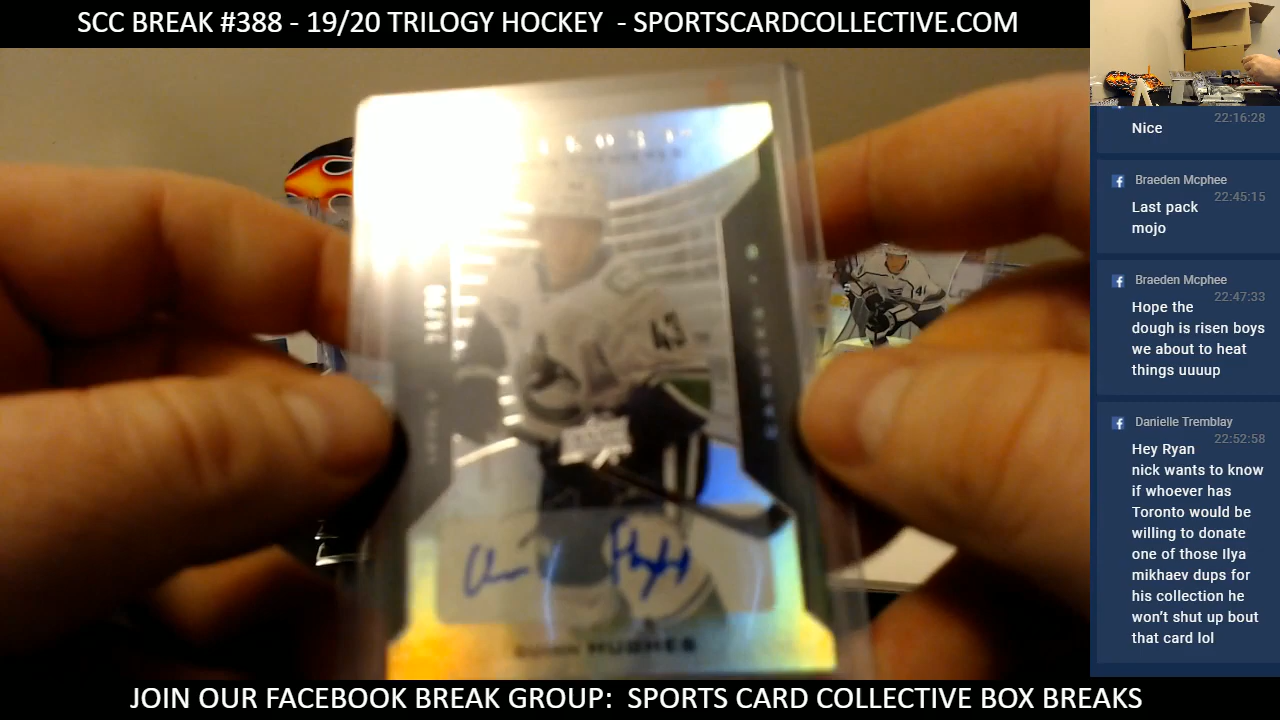 SCC BREAK #388 - 19/20 TRILOGY HOCKEY - SPORTSCARDCOLLECTIVE.COM
22:16:28
Nice
Braeden Mcphee
22:45:15
Last pack
mojo
Braeden Mcphee
22:47:33
Hope the
dough is risen boys
we about to heat
things uuuup
Danielle Tremblay
22:52:58
Hey Ryan
nick wants to know
if whoever has
Toronto would be
willing to donate
one of those Ilya
mikhaev dups for
his collection he
won't shut up bout
that card lol
43
HUGHES
JOIN OUR FACEBOOK BREAK GROUP: SPORTS CARD COLLECTIVE BOX BREAKS